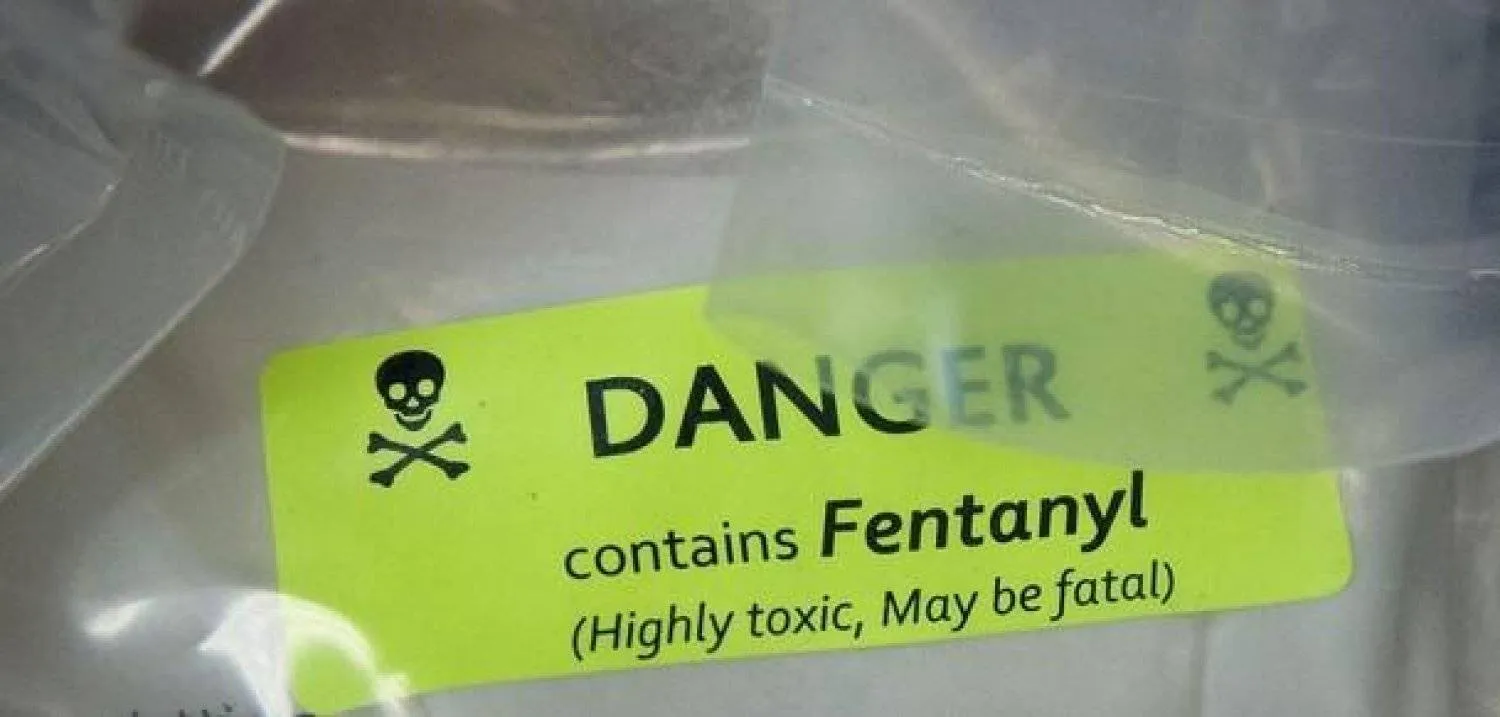 DANGER
contains Fentanyl
(Highly toxic, May be fatal)